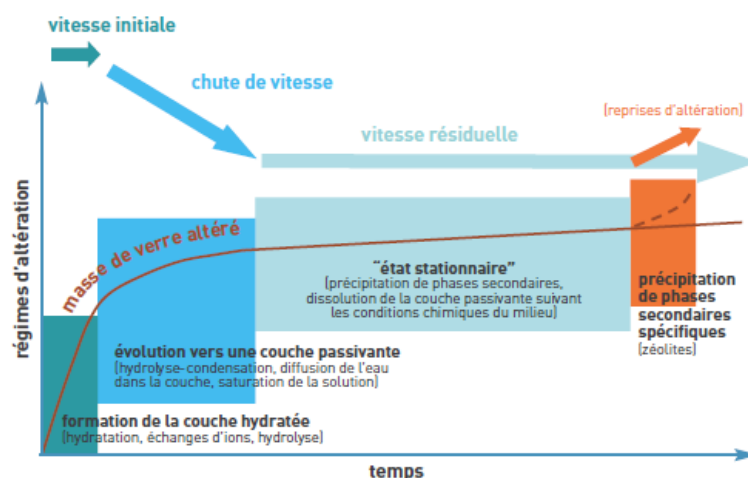 vitesse initiale
chute de vitesse
(reprises d'altération)
vitesse résiduelle
régimes d'altération
masse de verre altéré
"état stationnaire"
(précipitation de phases secondaires,
dissolution de la couche passivante suivant
les conditions chimiques du milieu)
précipitation
de phases
secondaires
spécifiques
(zéolites)
évolution vers une couche passivante
(hydrolyse-condensation, diffusion de l'eau
dans la couche, saturation de la solution)
formation de la couche hydratée
(hydratation, échanges d'ions, hydrolyse)
temps